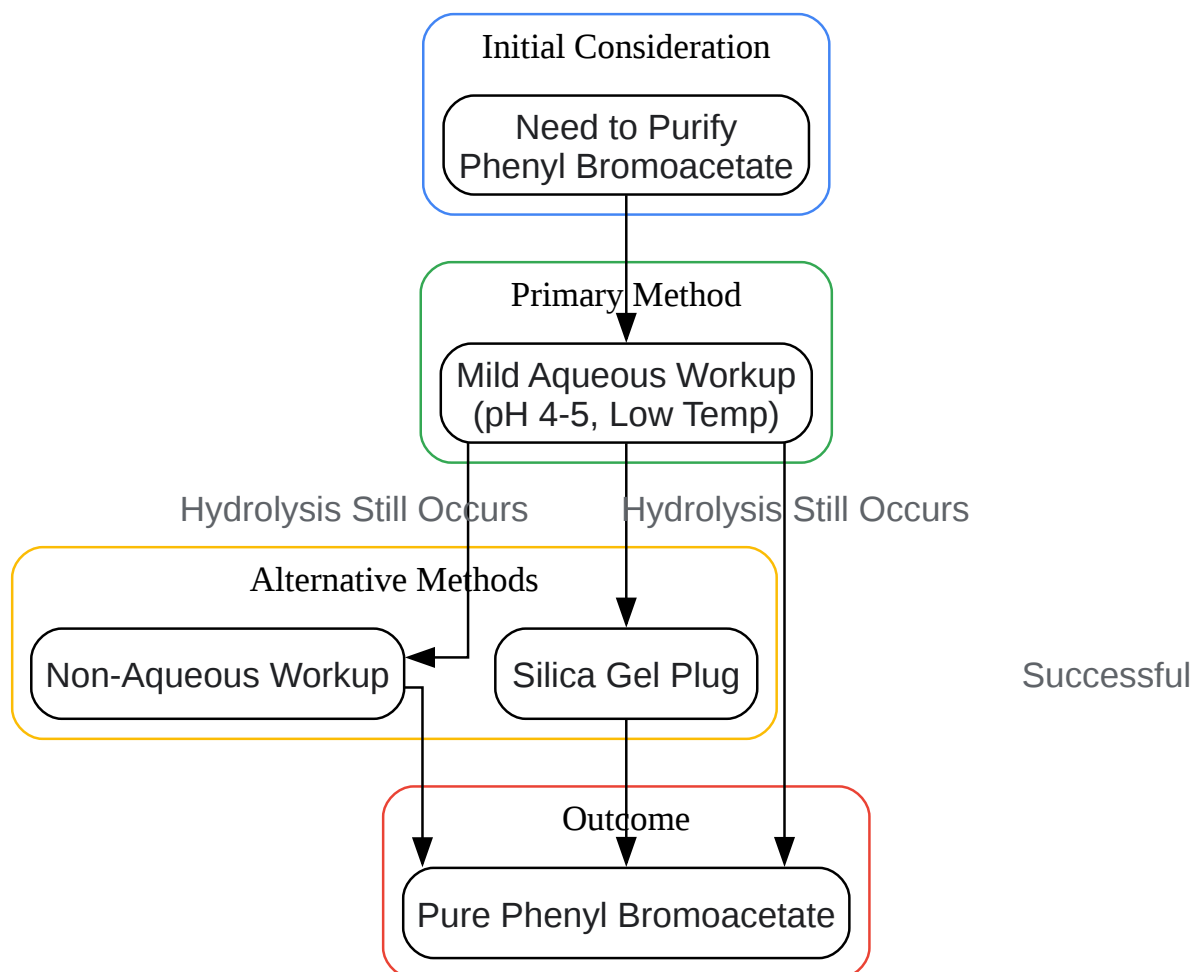 Initial Consideration
Need to Purify
Phenyl Bromoacetate
Primary Method
Mild Aqueous Workup
(pH 4-5, Low Temp)
Hydrolysis Still Occurs
Hydrolysis Still Occurs
Alternative Methods
Non-Aqueous Workup
Silica Gel Plug
Successful
Outcome
Pure Phenyl Bromoacetate